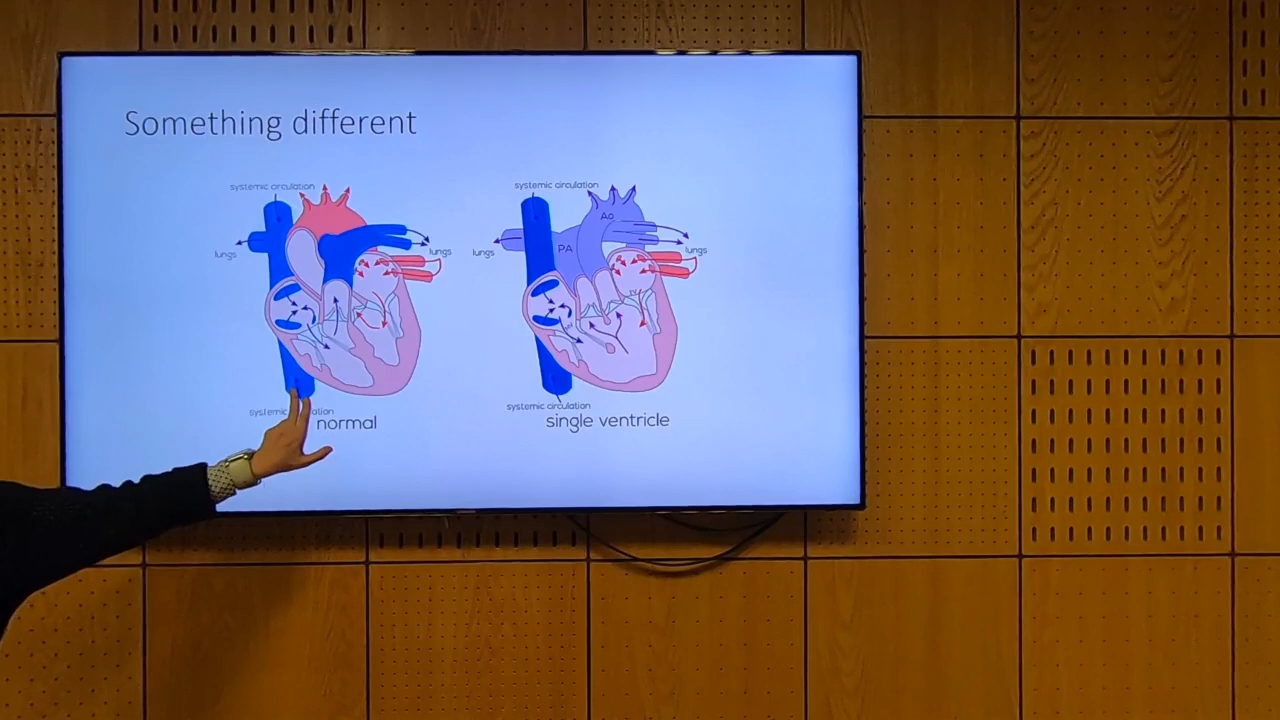 Something different
systemic circulation
lungs
lungs
normal
systemic circulation
Ao
PA
lungs
lungs
systemic circulation
single ventricle